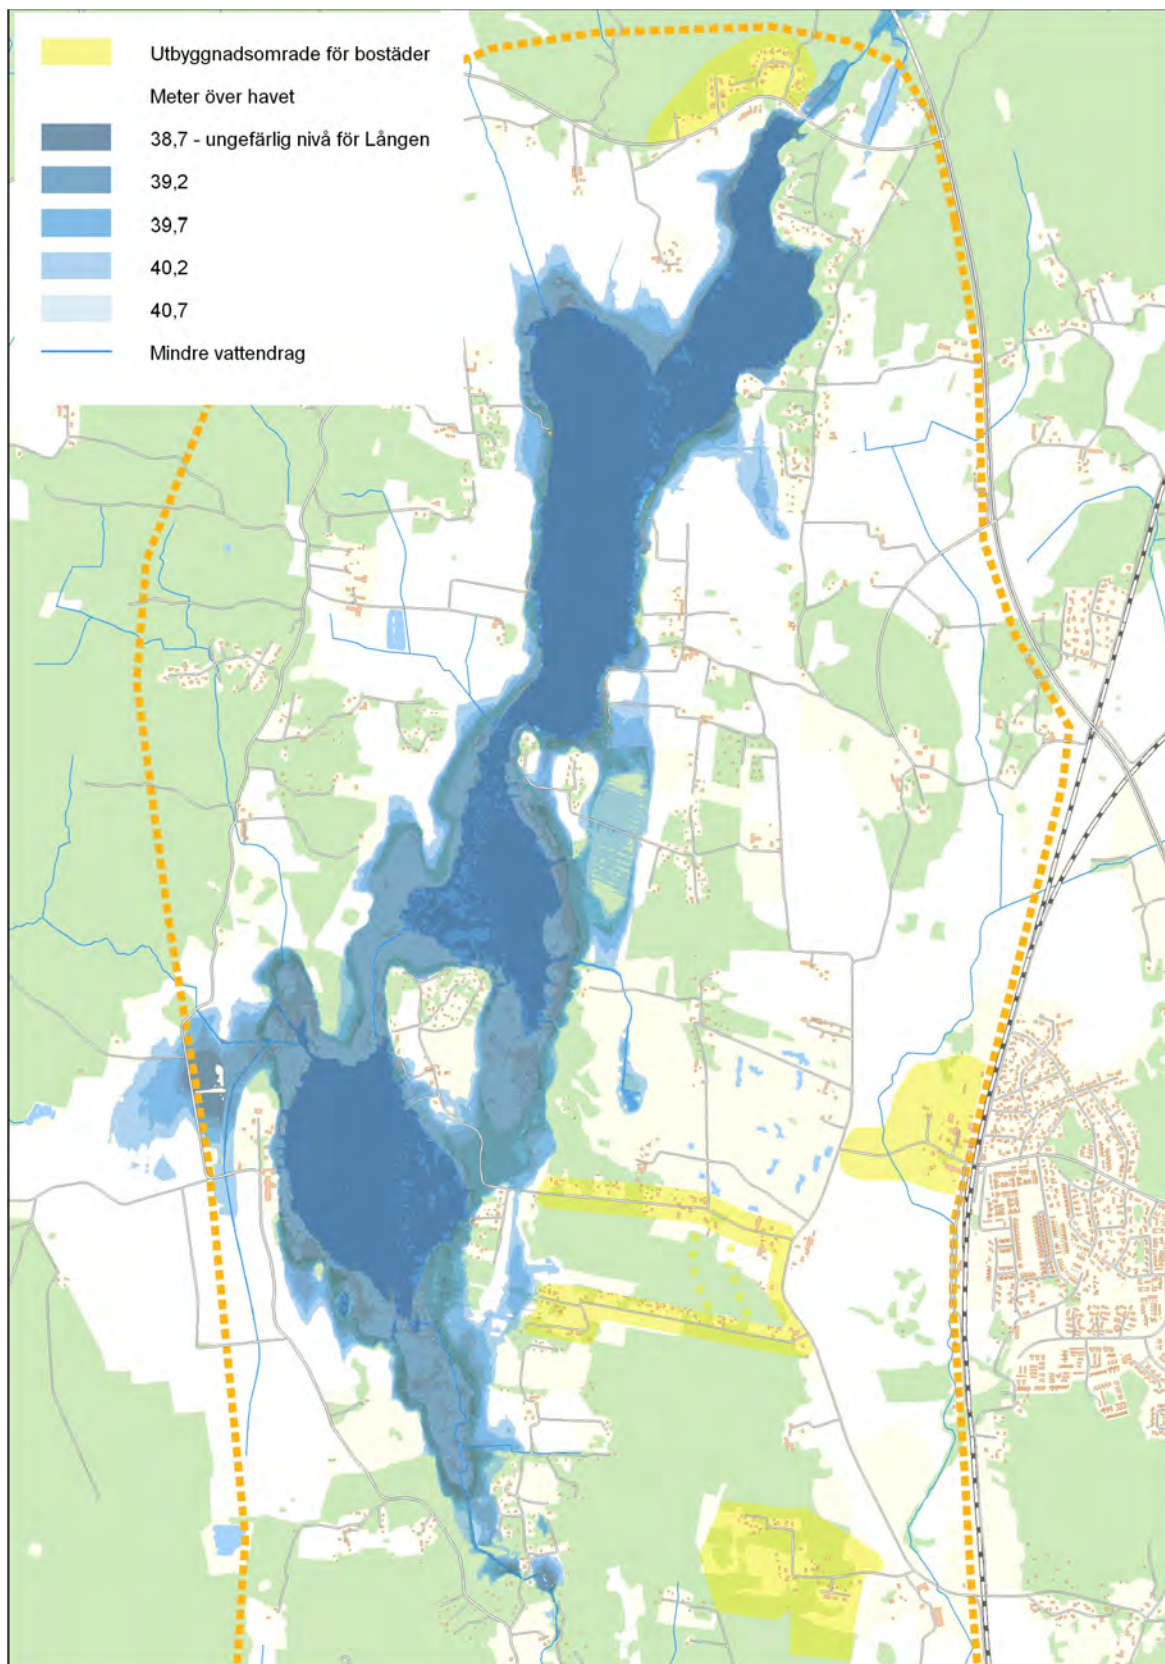 Utbyggnadsomrade för bostäder
Meter över havet
38,7 - ungefärlig nivå för Lången
39,2
39,7
40,2
40,7
Mindre vattendrag